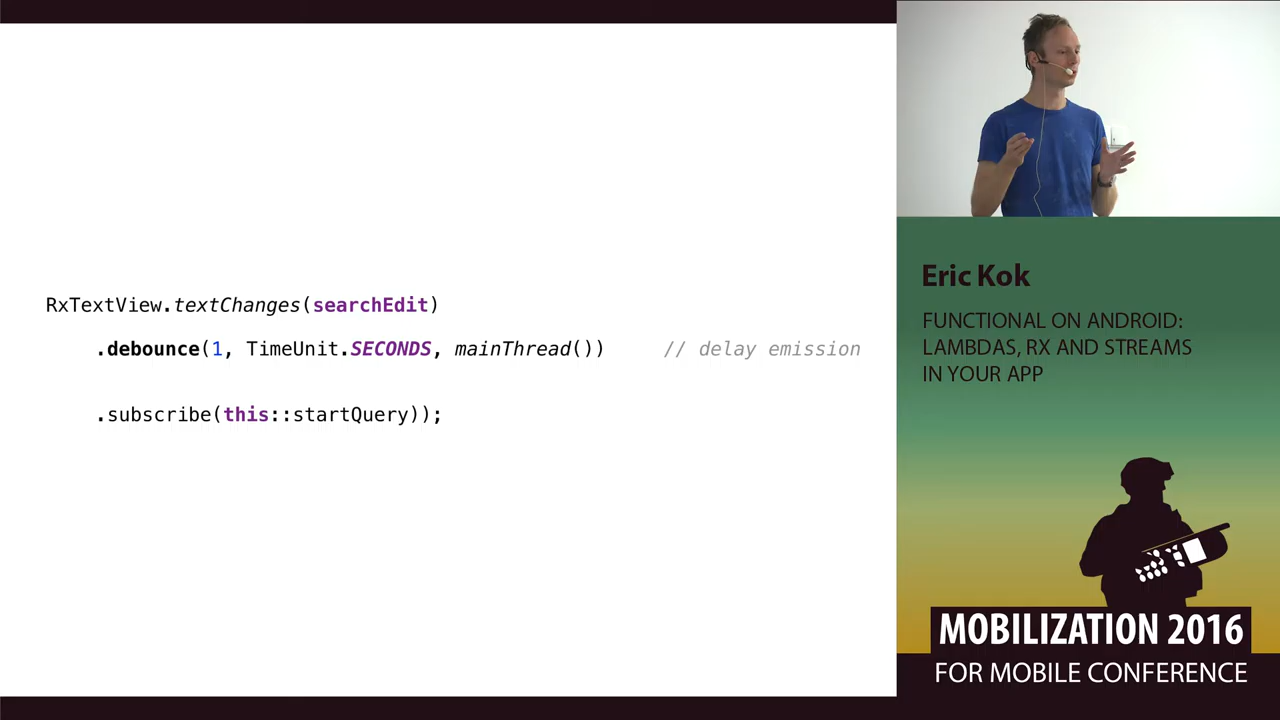 RxTextView.textChanges(searchEdit)
.debounce(1, TimeUnit.SECONDS, mainThread()) // delay emission
.subscribe(this::startQuery));
Eric Kok
FUNCTIONAL ON ANDROID:
LAMBDAS, RX AND STREAMS
IN YOUR APP
MOBILIZATION 2016
FOR MOBILE CONFERENCE